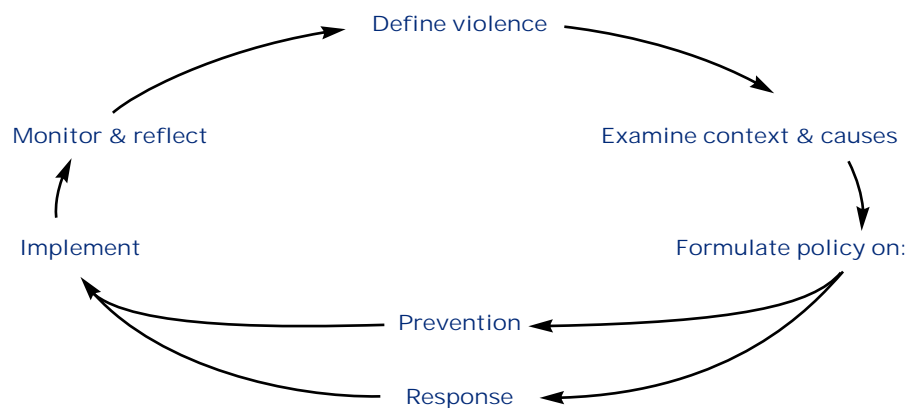 Define violence
Monitor & reflect
Examine context & causes
Implement
Formulate policy on:
Prevention
Response